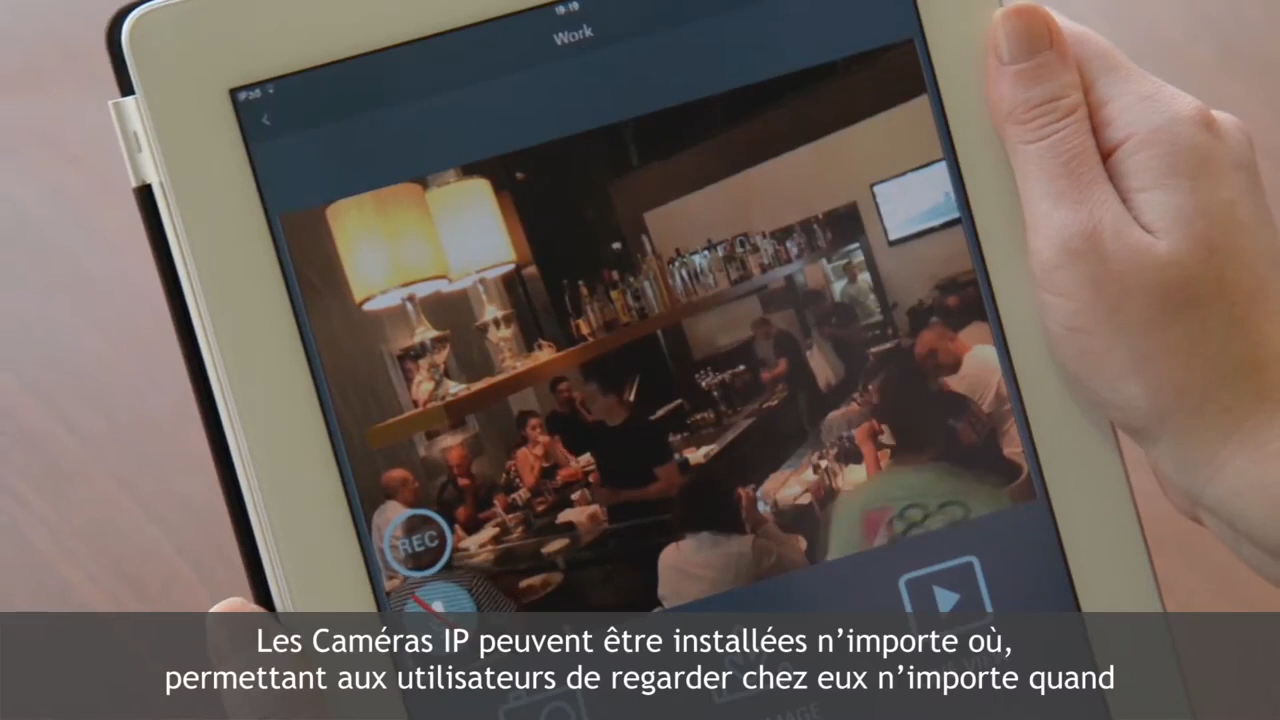 19:19
Work
iPad
REC
Les Caméras IP peuvent être installées n’importe où,
permettant aux utilisateurs de regarder chez eux n’importe quand